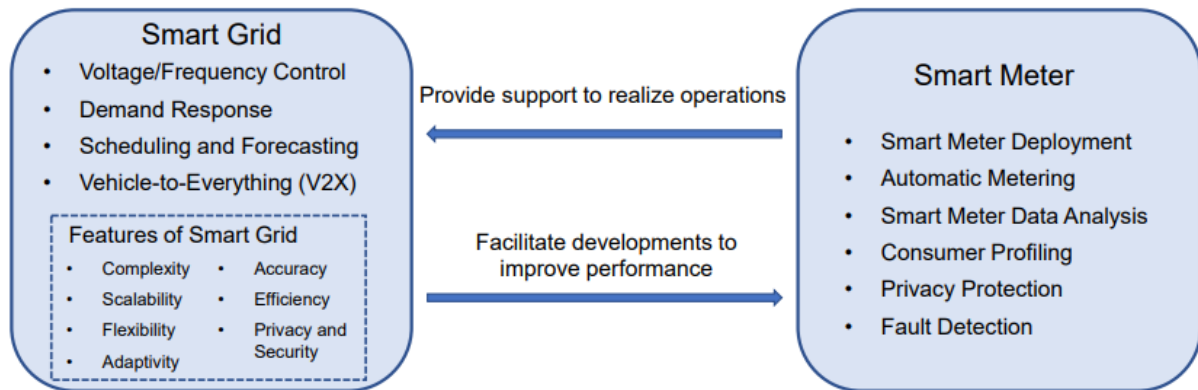 Smart Grid
• Voltage/Frequency Control
• Demand Response
• Scheduling and Forecasting
• Vehicle-to-Everything (V2X)
Features of Smart Grid
• Complexity
• Scalability
• Flexibility
• Adaptivity
• Accuracy
• Efficiency
• Privacy and
Security
Provide support to realize operations
Facilitate developments to
improve performance
Smart Meter
• Smart Meter Deployment
• Automatic Metering
• Smart Meter Data Analysis
• Consumer Profiling
• Privacy Protection
• Fault Detection